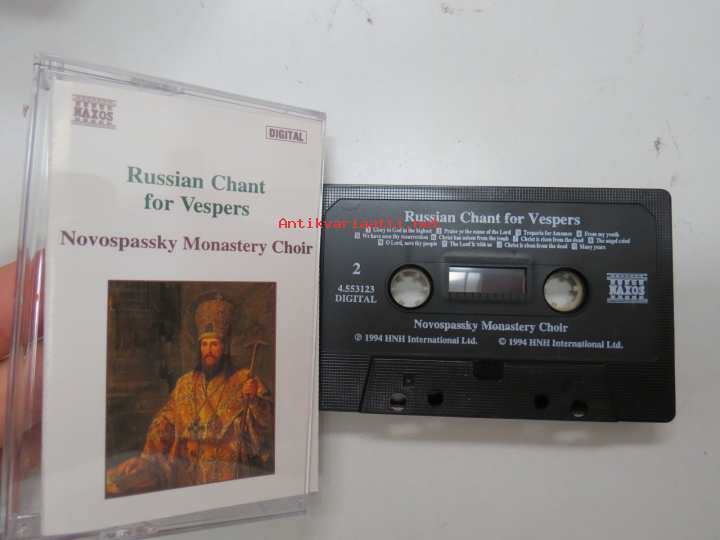 NAXOS
DIGITAL
Russian Chant
for Vespers
Novospassky Monastery Choir
Antikvariaatti.net
Russian Chant for Vespers
Glory to God in the highest Praise ye the name of the Lord Troparia for From my youth
We have seen thy resurrection Christ has arisen from the tomb Christ is risen from the dead The angel cried
O Lord, save thy people The Lord is with us Christ is risen from the dead Many years
2
4.553123
DIGITAL
NAXOS
Novospassky Monastery Choir
℗ 1994 HNH International Ltd. © 1994 HNH International Ltd.